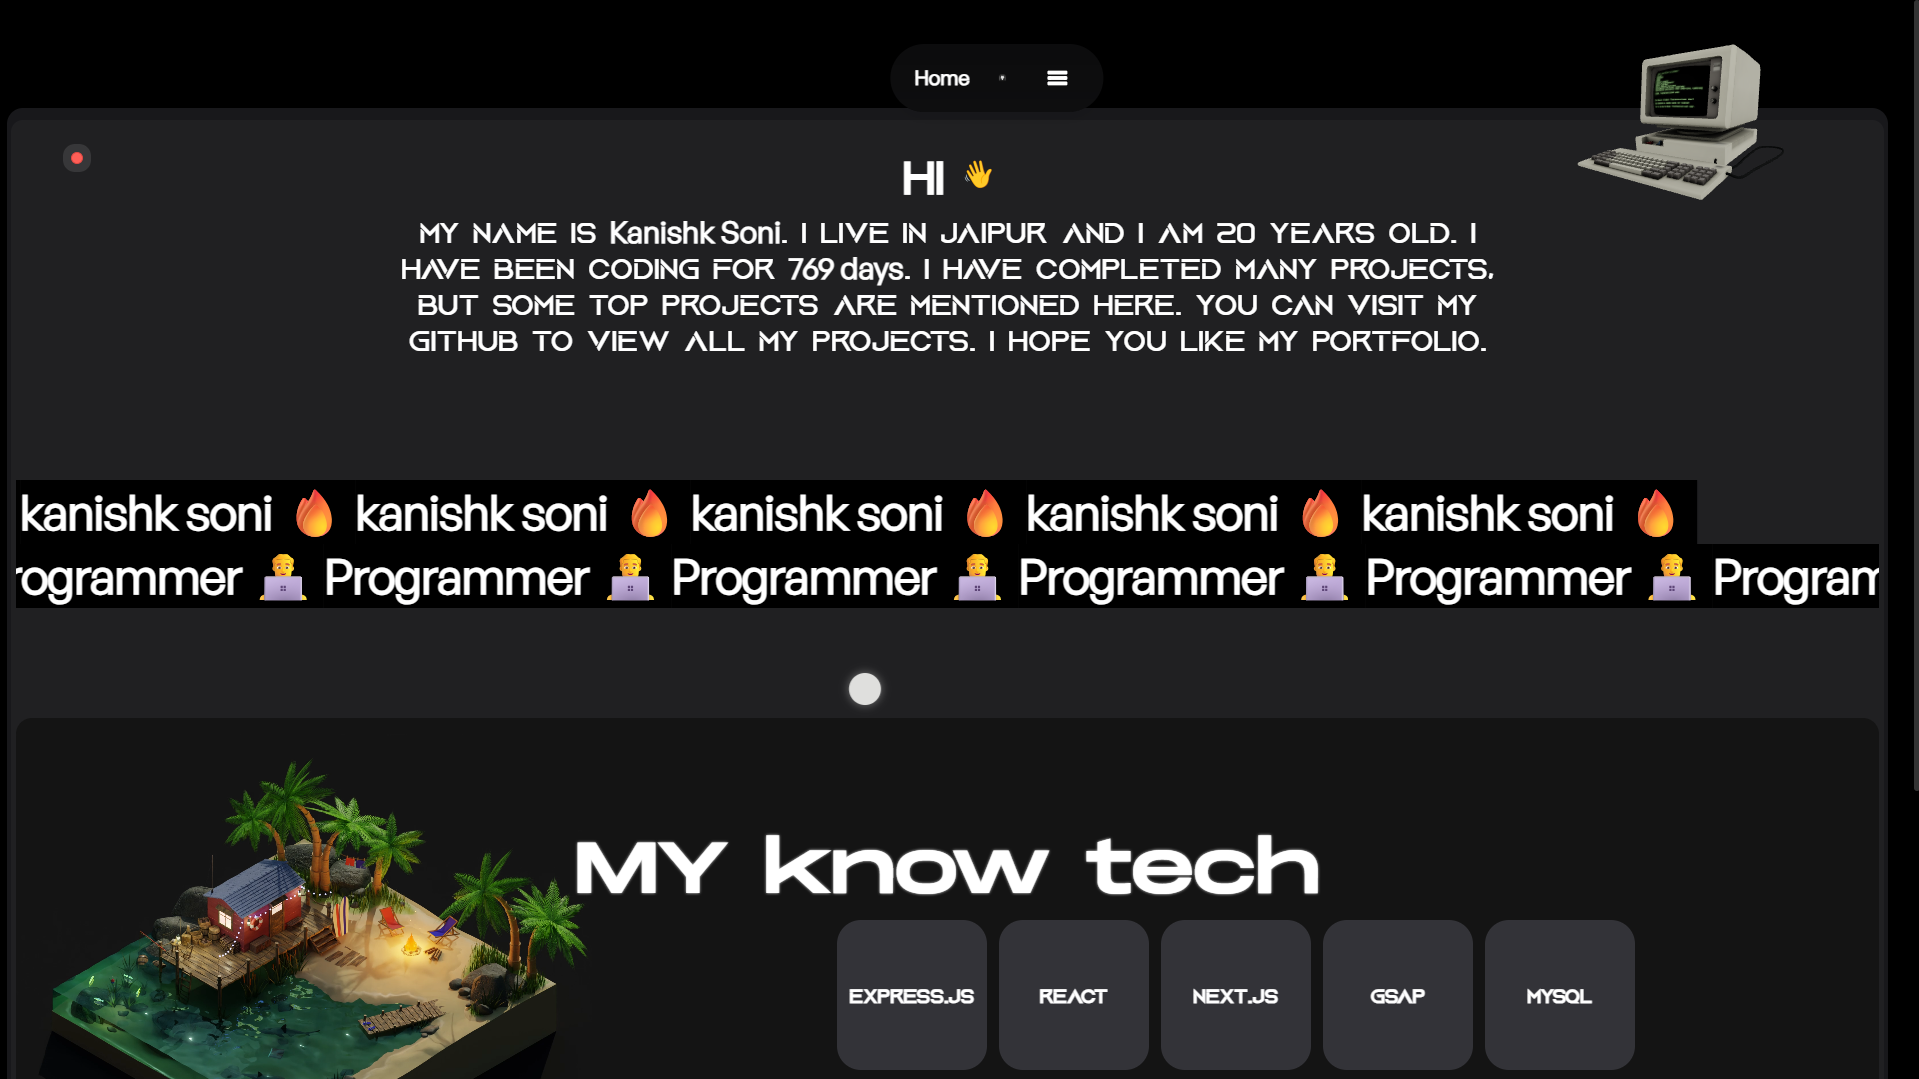 Home
HI 👋
MY NAME IS Kanishk Soni. I LIVE IN JAIPUR AND I AM 20 YEARS OLD. I
HAVE BEEN CODING FOR 769 days. I HAVE COMPLETED MANY PROJECTS,
BUT SOME TOP PROJECTS ARE MENTIONED HERE. YOU CAN VISIT MY
GITHUB TO VIEW ALL MY PROJECTS. I HOPE YOU LIKE MY PORTFOLIO.
kanishk soni 🔥 kanishk soni 🔥 kanishk soni 🔥 kanishk soni 🔥 kanishk soni 🔥
rogrammer 🧑‍💻 Programmer 🧑‍💻 Programmer 🧑‍💻 Programmer 🧑‍💻 Programmer 🧑‍💻 Program
MY know tech
EXPRESS.JS REACT NEXT.JS GSAP MYSQL